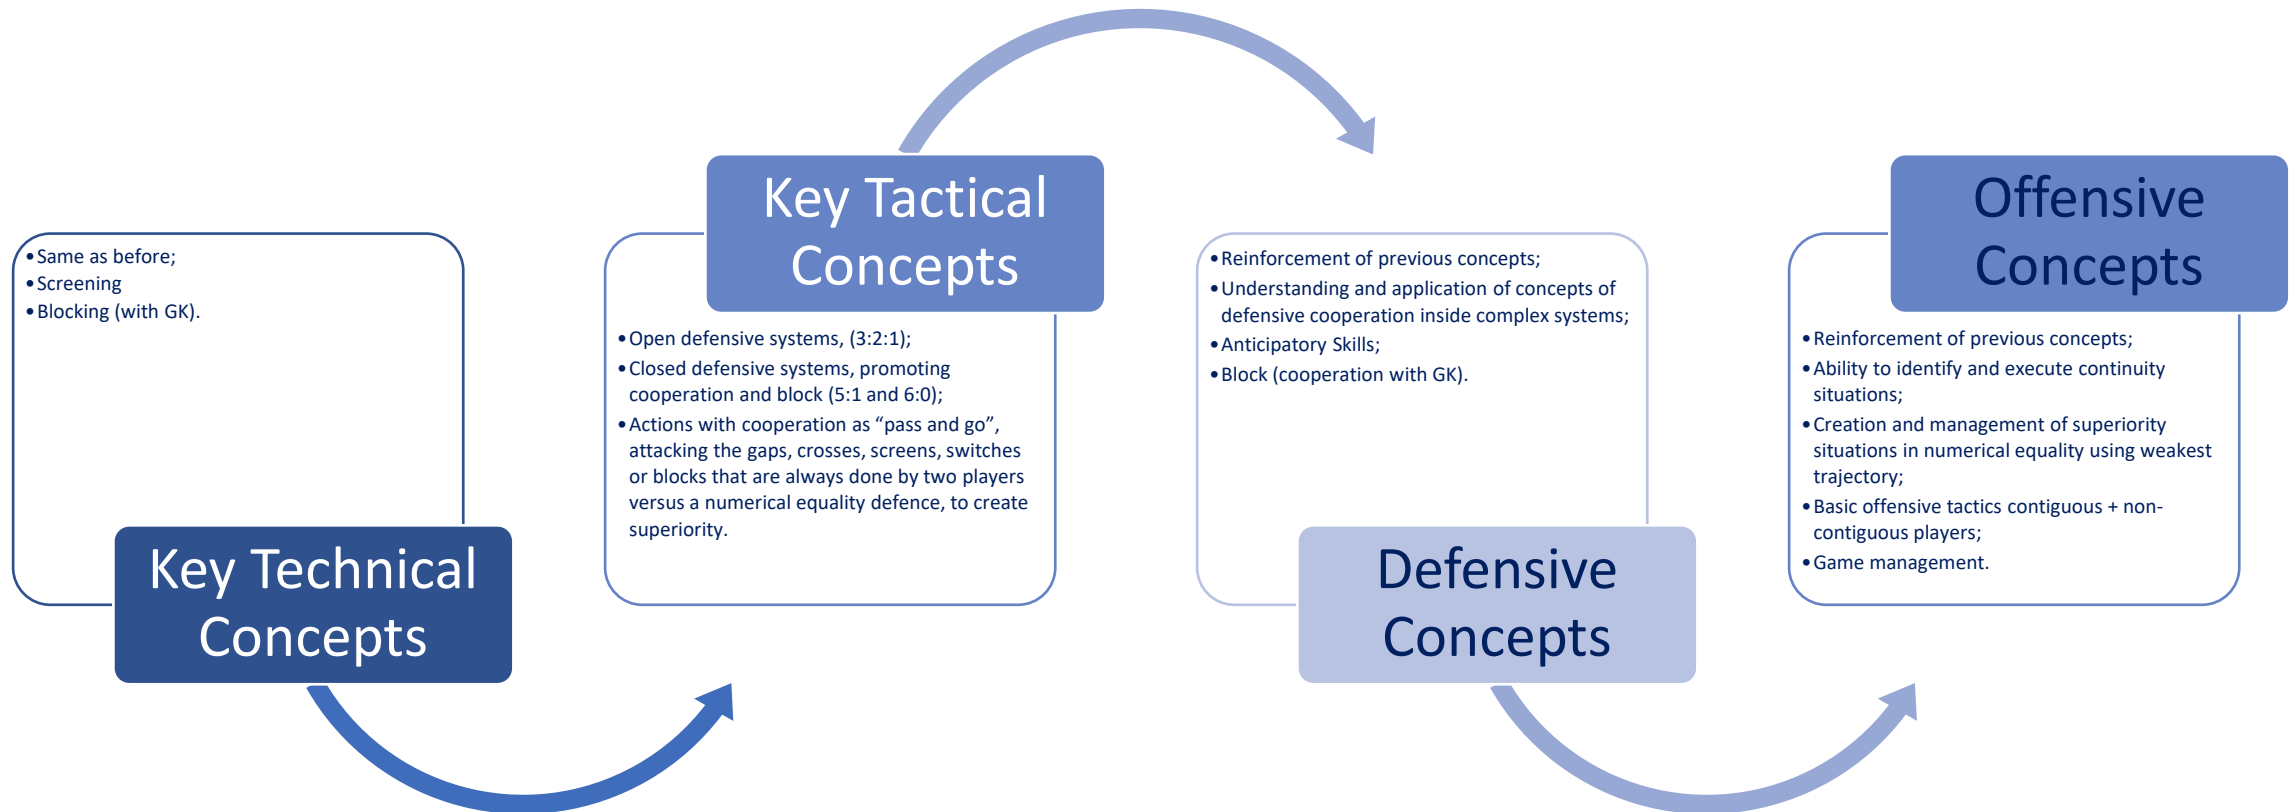 • Same as before;
• Screening
• Blocking (with GK).
Key Technical
Concepts
Key Tactical
Concepts
• Open defensive systems, (3:2:1);
• Closed defensive systems, promoting
cooperation and block (5:1 and 6:0);
• Actions with cooperation as “pass and go”,
attacking the gaps, crosses, screens, switches
or blocks that are always done by two players
versus a numerical equality defence, to create
superiority.
• Reinforcement of previous concepts;
• Understanding and application of concepts of
defensive cooperation inside complex systems;
• Anticipatory Skills;
• Block (cooperation with GK).
Defensive
Concepts
Offensive
Concepts
• Reinforcement of previous concepts;
• Ability to identify and execute continuity
situations;
• Creation and management of superiority
situations in numerical equality using weakest
trajectory;
• Basic offensive tactics contiguous + non-
contiguous players;
• Game management.